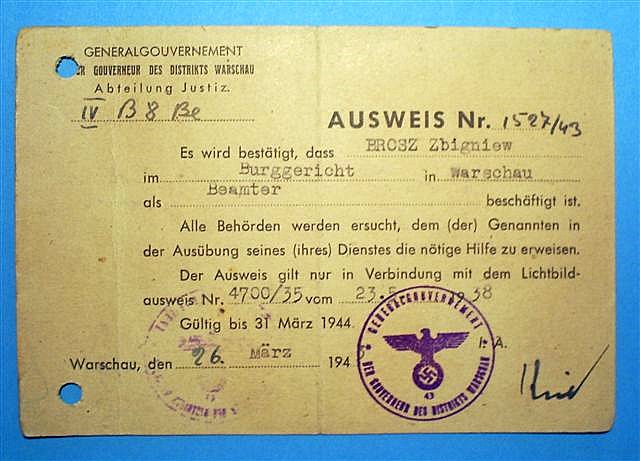 GENERALGOUVERNEMENT
GOUVERNEUR DES DISTRIKTS WARSCHAU
Abteilung Justiz.
IV B 8 Be
AUSWEIS Nr. 1527/43
Es wird bestätigt, dass BROSZ Zbigniew
im Burggericht in Warschau
als Beamter beschäftigt ist.
Alle Behörden werden ersucht, dem (der) Genannten in
der Ausübung seines (ihres) Dienstes die nötige Hilfe zu erweisen.
Der Ausweis gilt nur in Verbindung mit dem Lichtbild-
ausweis Nr. 4700/35 vom 23.5 38
Gültig bis 31 März 1944
I. A.
Warschau, den 26. März 194
GENERALGOUVERNEMENT
DER GOUVERNEUR DES DISTRIKTS WARSCHAU
43